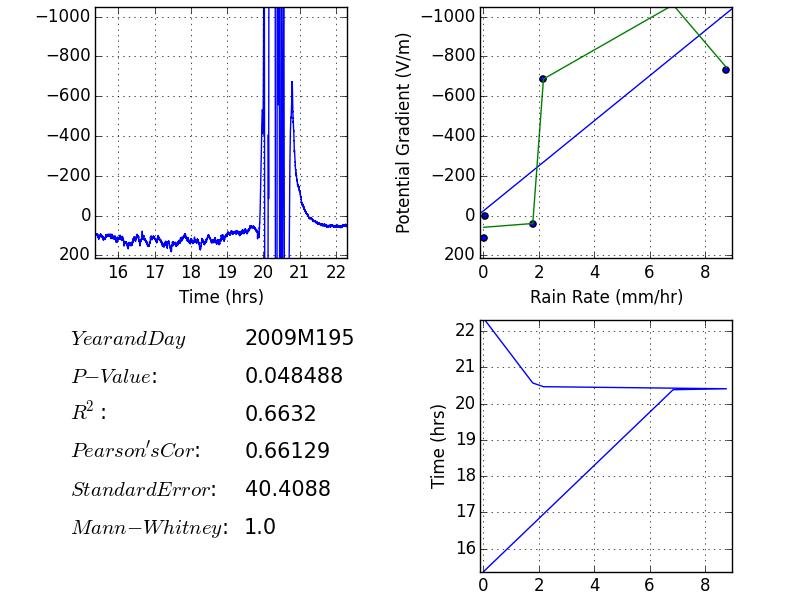 −1000
−800
−600
−400
−200
0
200
16 17 18 19 20 21 22
Time (hrs)
Potential Gradient (V/m)
−1000
−800
−600
−400
−200
0
200
0 2 4 6 8
Rain Rate (mm/hr)
YearandDay 2009M195
P−Value: 0.048488
R²: 0.6632
Pearson'sCor: 0.66129
StandardError: 40.4088
Mann−Whitney: 1.0
Time (hrs)
22
21
20
19
18
17
16
0 2 4 6 8